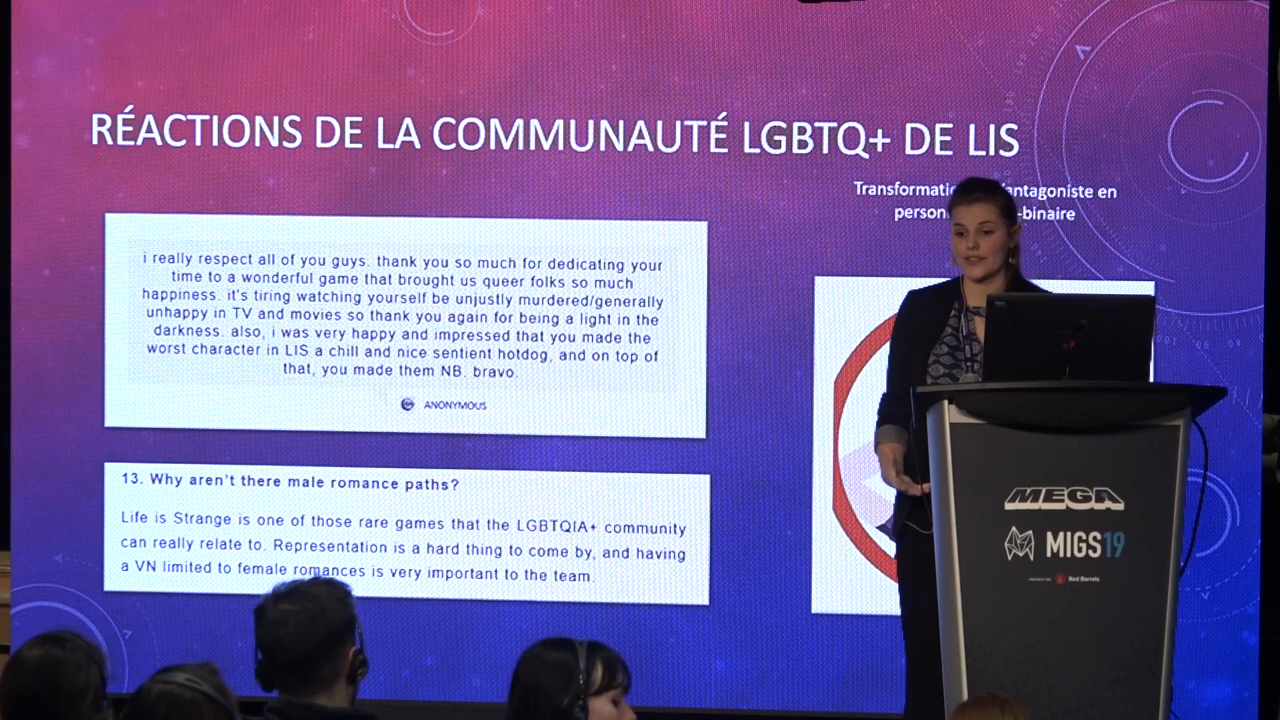 RÉACTIONS DE LA COMMUNAUTÉ LGBTQ+ DE LIS
i really respect all of you guys. thank you so much for dedicating your
time to a wonderful game that brought us queer folks so much
happiness. it's tiring watching yourself be unjustly murdered/generally
unhappy in TV and movies so thank you again for being a light in the
darkness. also, i was very happy and impressed that you made the
worst character in LIS a chill and nice sentient hotdog, and on top of
that, you made them NB. bravo.
ANONYMOUS
13. Why aren't there male romance paths?
Life is Strange is one of those rare games that the LGBTQIA+ community
can really relate to. Representation is a hard thing to come by, and having
a VN limited to female romances is very important to the team.
antagoniste en
-binaire
MEGA
MIGS19
Red Barrels